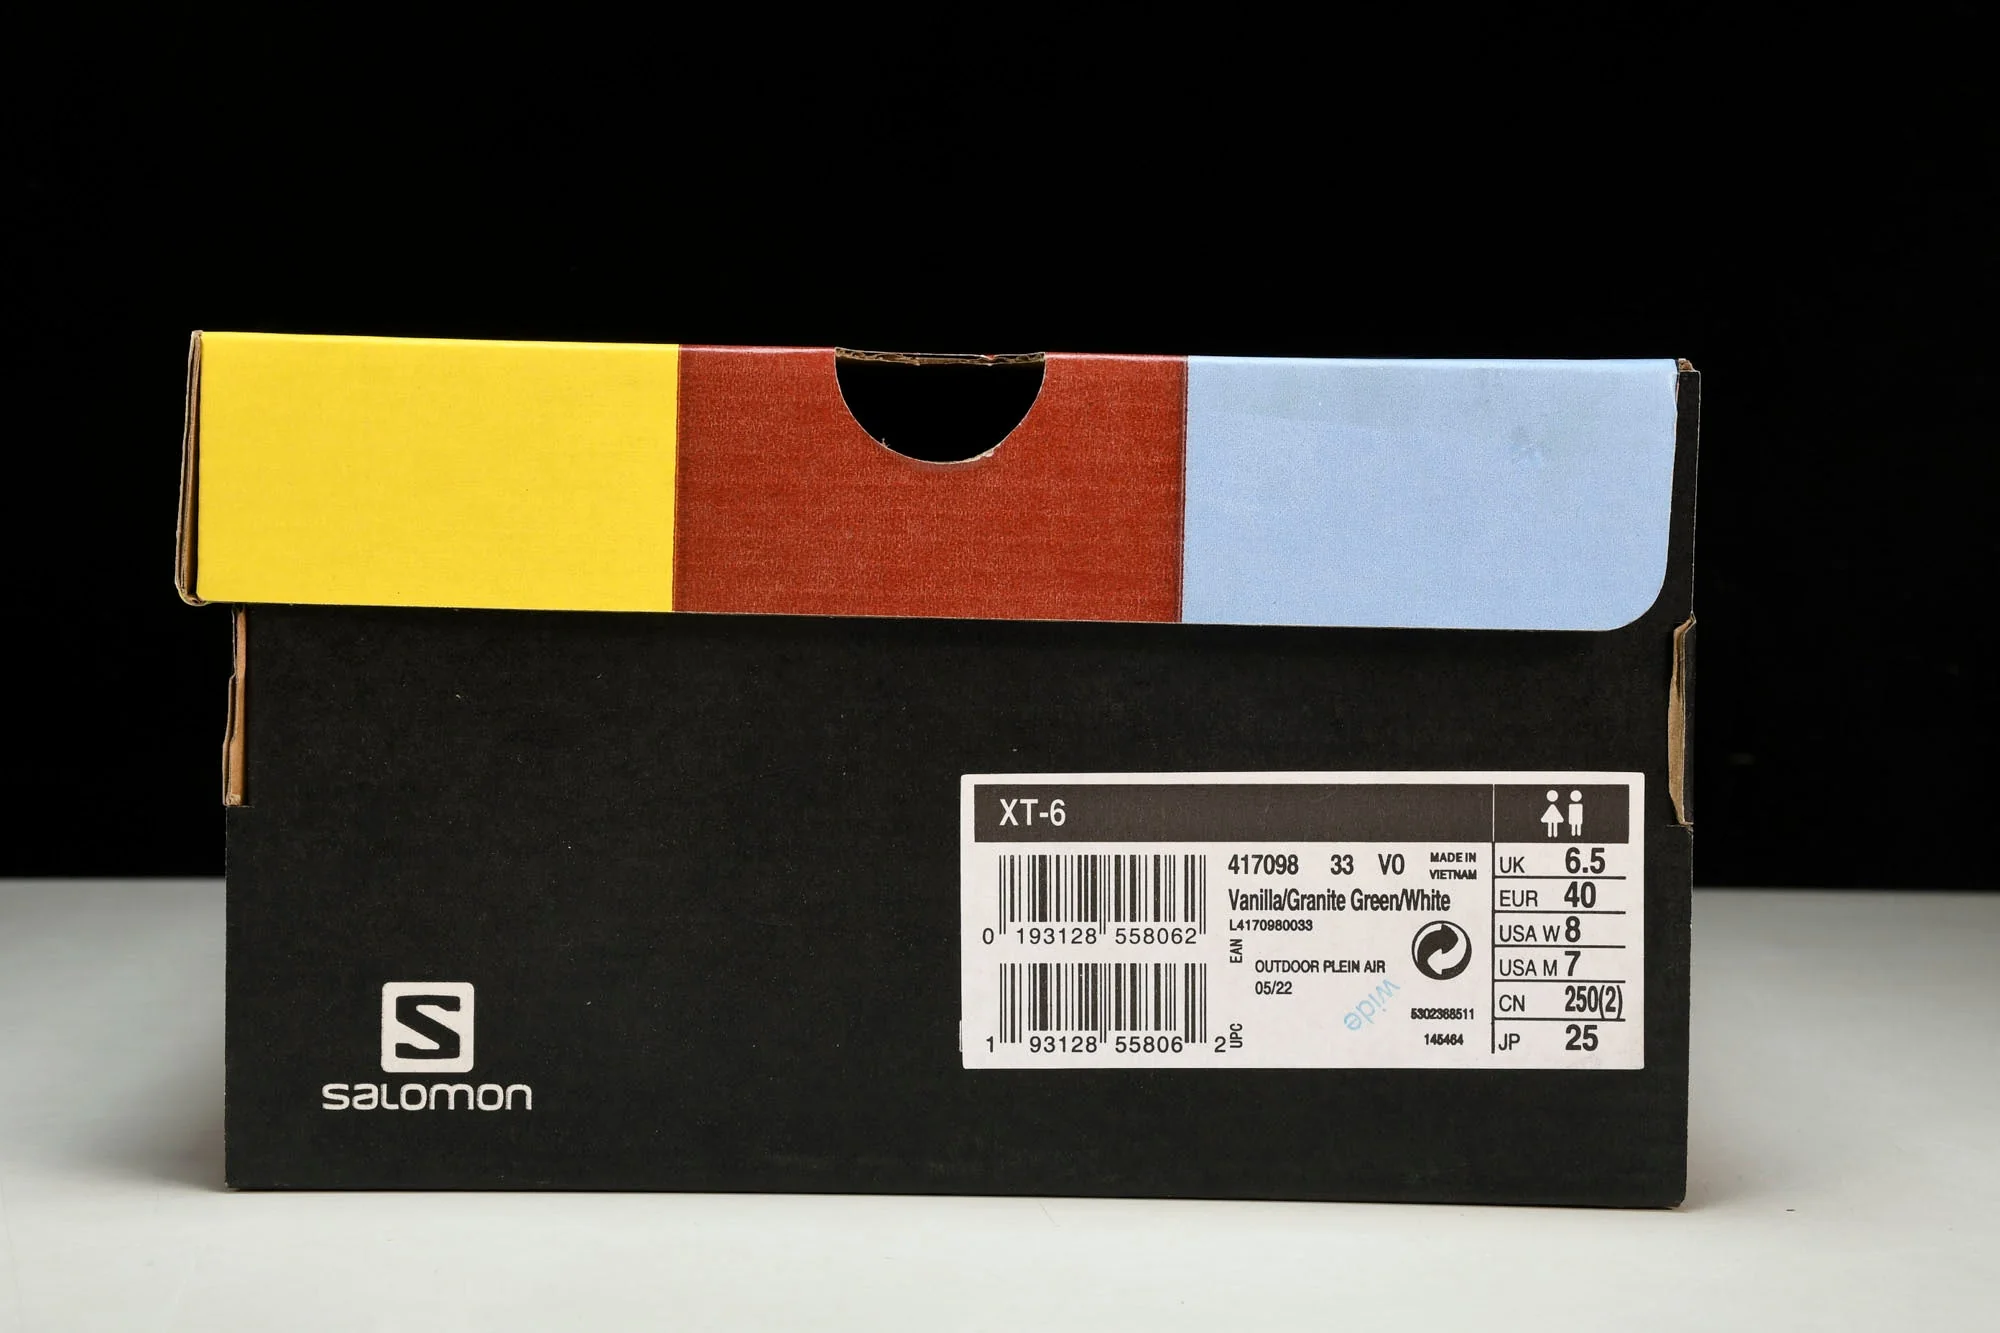 XT-6
417098 33 V0 MADE IN
VIETNAM
Vanilla/Granite Green/White
L4170980033
0 193128 558062
EAN
OUTDOOR PLEIN AIR
05/22
wide
5302368511
145464
1 93128 55806 2
UPC
UK 6.5
EUR 40
USA W 8
USA M 7
CN 250(2)
JP 25
S
SALOMON